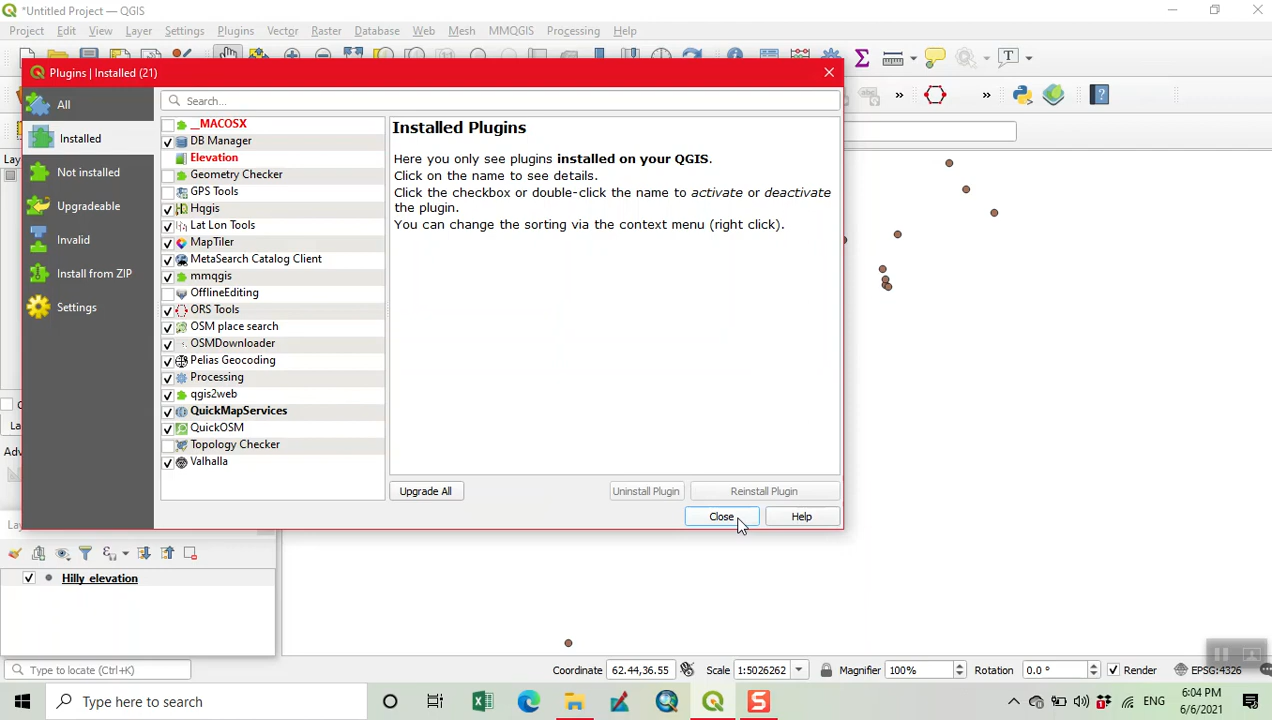 *Untitled Project — QGIS
Project Edit View Layer Settings Plugins Vector Raster Database Web Mesh MMQGIS Processing Help
Plugins | Installed (21)
All
Installed
Not installed
Upgradeable
Invalid
Install from ZIP
Settings
Search...
__MACOSX
DB Manager
Elevation
Geometry Checker
GPS Tools
Hqgis
Lat Lon Tools
MapTiler
MetaSearch Catalog Client
mmqgis
OfflineEditing
ORS Tools
OSM place search
OSMDownloader
Pelias Geocoding
Processing
qgis2web
QuickMapServices
QuickOSM
Topology Checker
Valhalla
Installed Plugins
Here you only see plugins installed on your QGIS.
Click on the name to see details.
Click the checkbox or double-click the name to activate or deactivate
the plugin.
You can change the sorting via the context menu (right click).
Upgrade All
Uninstall Plugin
Reinstall Plugin
Close
Help
Hilly elevation
Type to locate (Ctrl+K)
Coordinate 62.44,36.55 Scale 1:5026262 Magnifier 100% Rotation 0.0 ° Render EPSG:4326
Type here to search
ENG
6:04 PM
6/6/2021